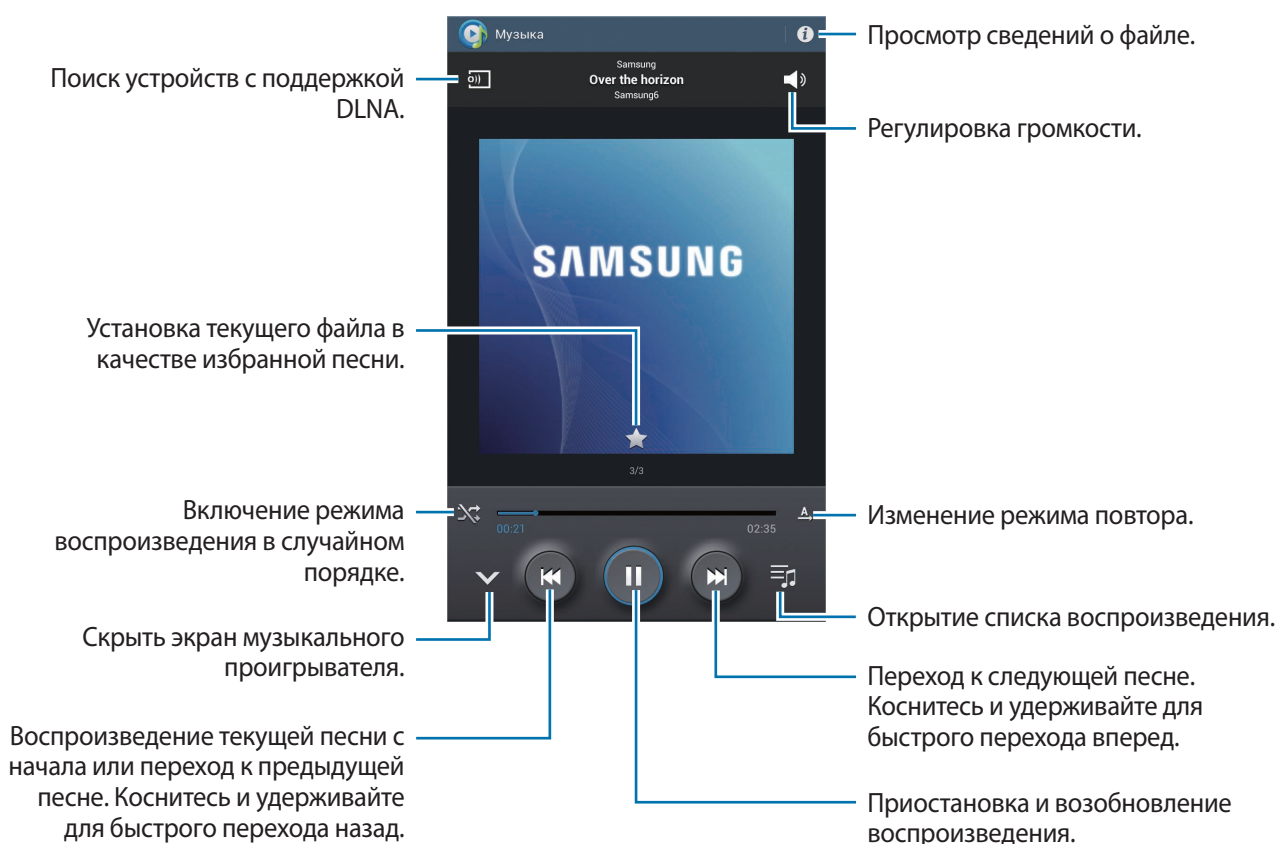 Музыка
Просмотр сведений о файле.
Поиск устройств с поддержкой
DLNA.
Samsung
Over the horizon
Samsung6
Регулировка громкости.
SAMSUNG
Установка текущего файла в
качестве избранной песни.
3/3
Включение режима
воспроизведения в случайном
порядке.
00:21
02:35
A
Изменение режима повтора.
Скрыть экран музыкального
проигрывателя.
Открытие списка воспроизведения.
Переход к следующей песне.
Коснитесь и удерживайте для
быстрого перехода вперед.
Воспроизведение текущей песни с
начала или переход к предыдущей
песне. Коснитесь и удерживайте
для быстрого перехода назад.
Приостановка и возобновление
воспроизведения.